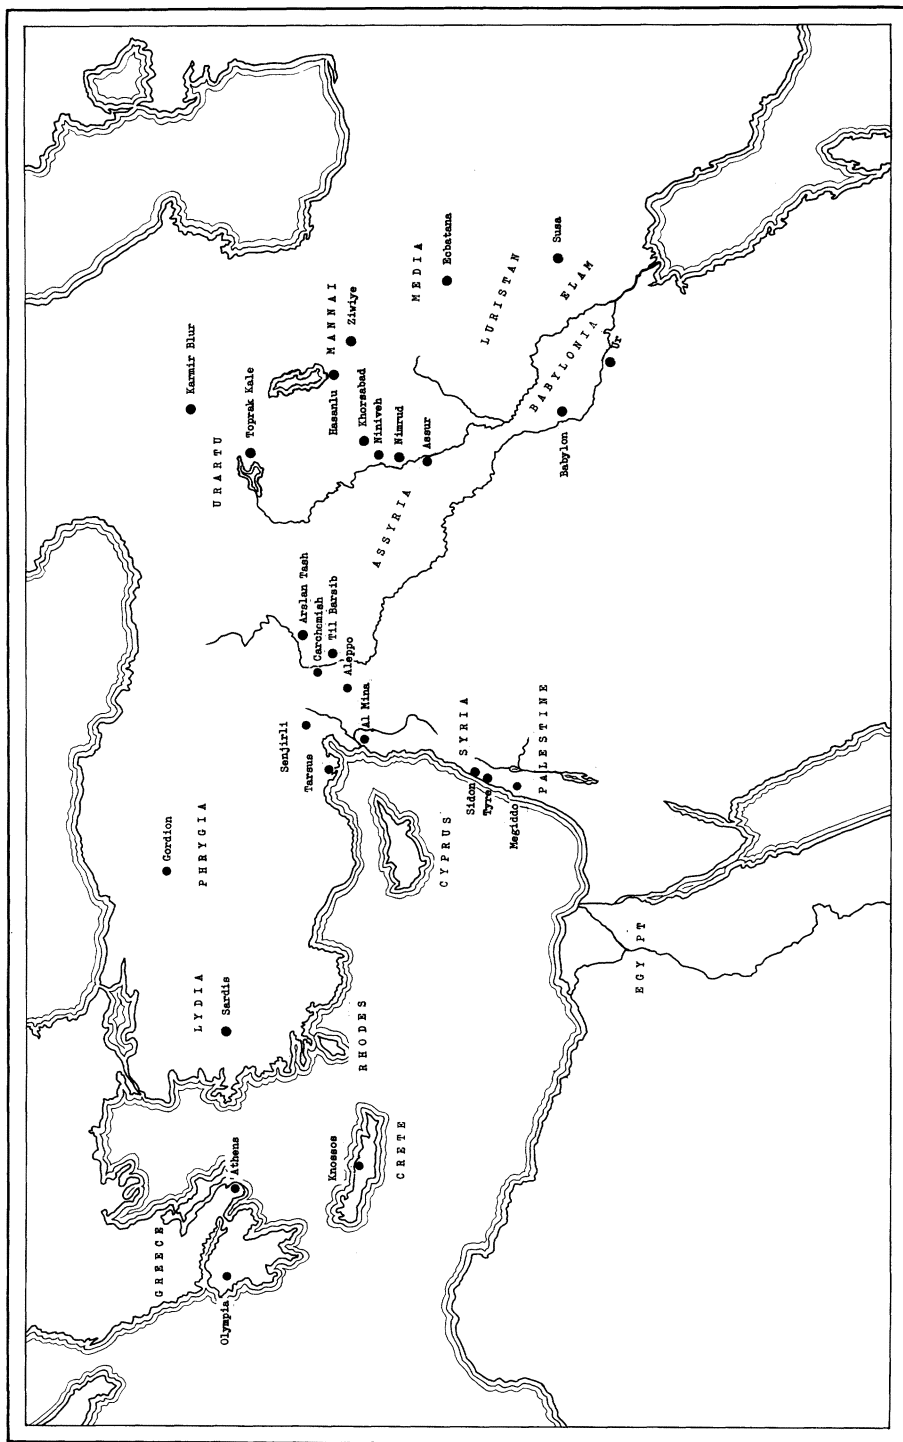 GREECE
Olympia
Athens
Knossos
CRETE
RHODES
LYDIA
Sardis
Gordion
PHRYGIA
CYPRUS
EGYPT
Senjirli
Tarsus
Al Mina
Aleppo
Til Barsib
Carchemish
Arslan Tash
SYRIA
Sidon
Tyre
Megiddo
PALESTINE
ASSYRIA
URARTU
Toprak Kale
Karmir Blur
Hasanlu
MANNAI
Ziwiye
Khorsabad
Niniveh
Nimrud
Assur
MEDIA
Ecbatana
LURISTAN
ELAM
Susa
BABYLONIA
Babylon
Ur